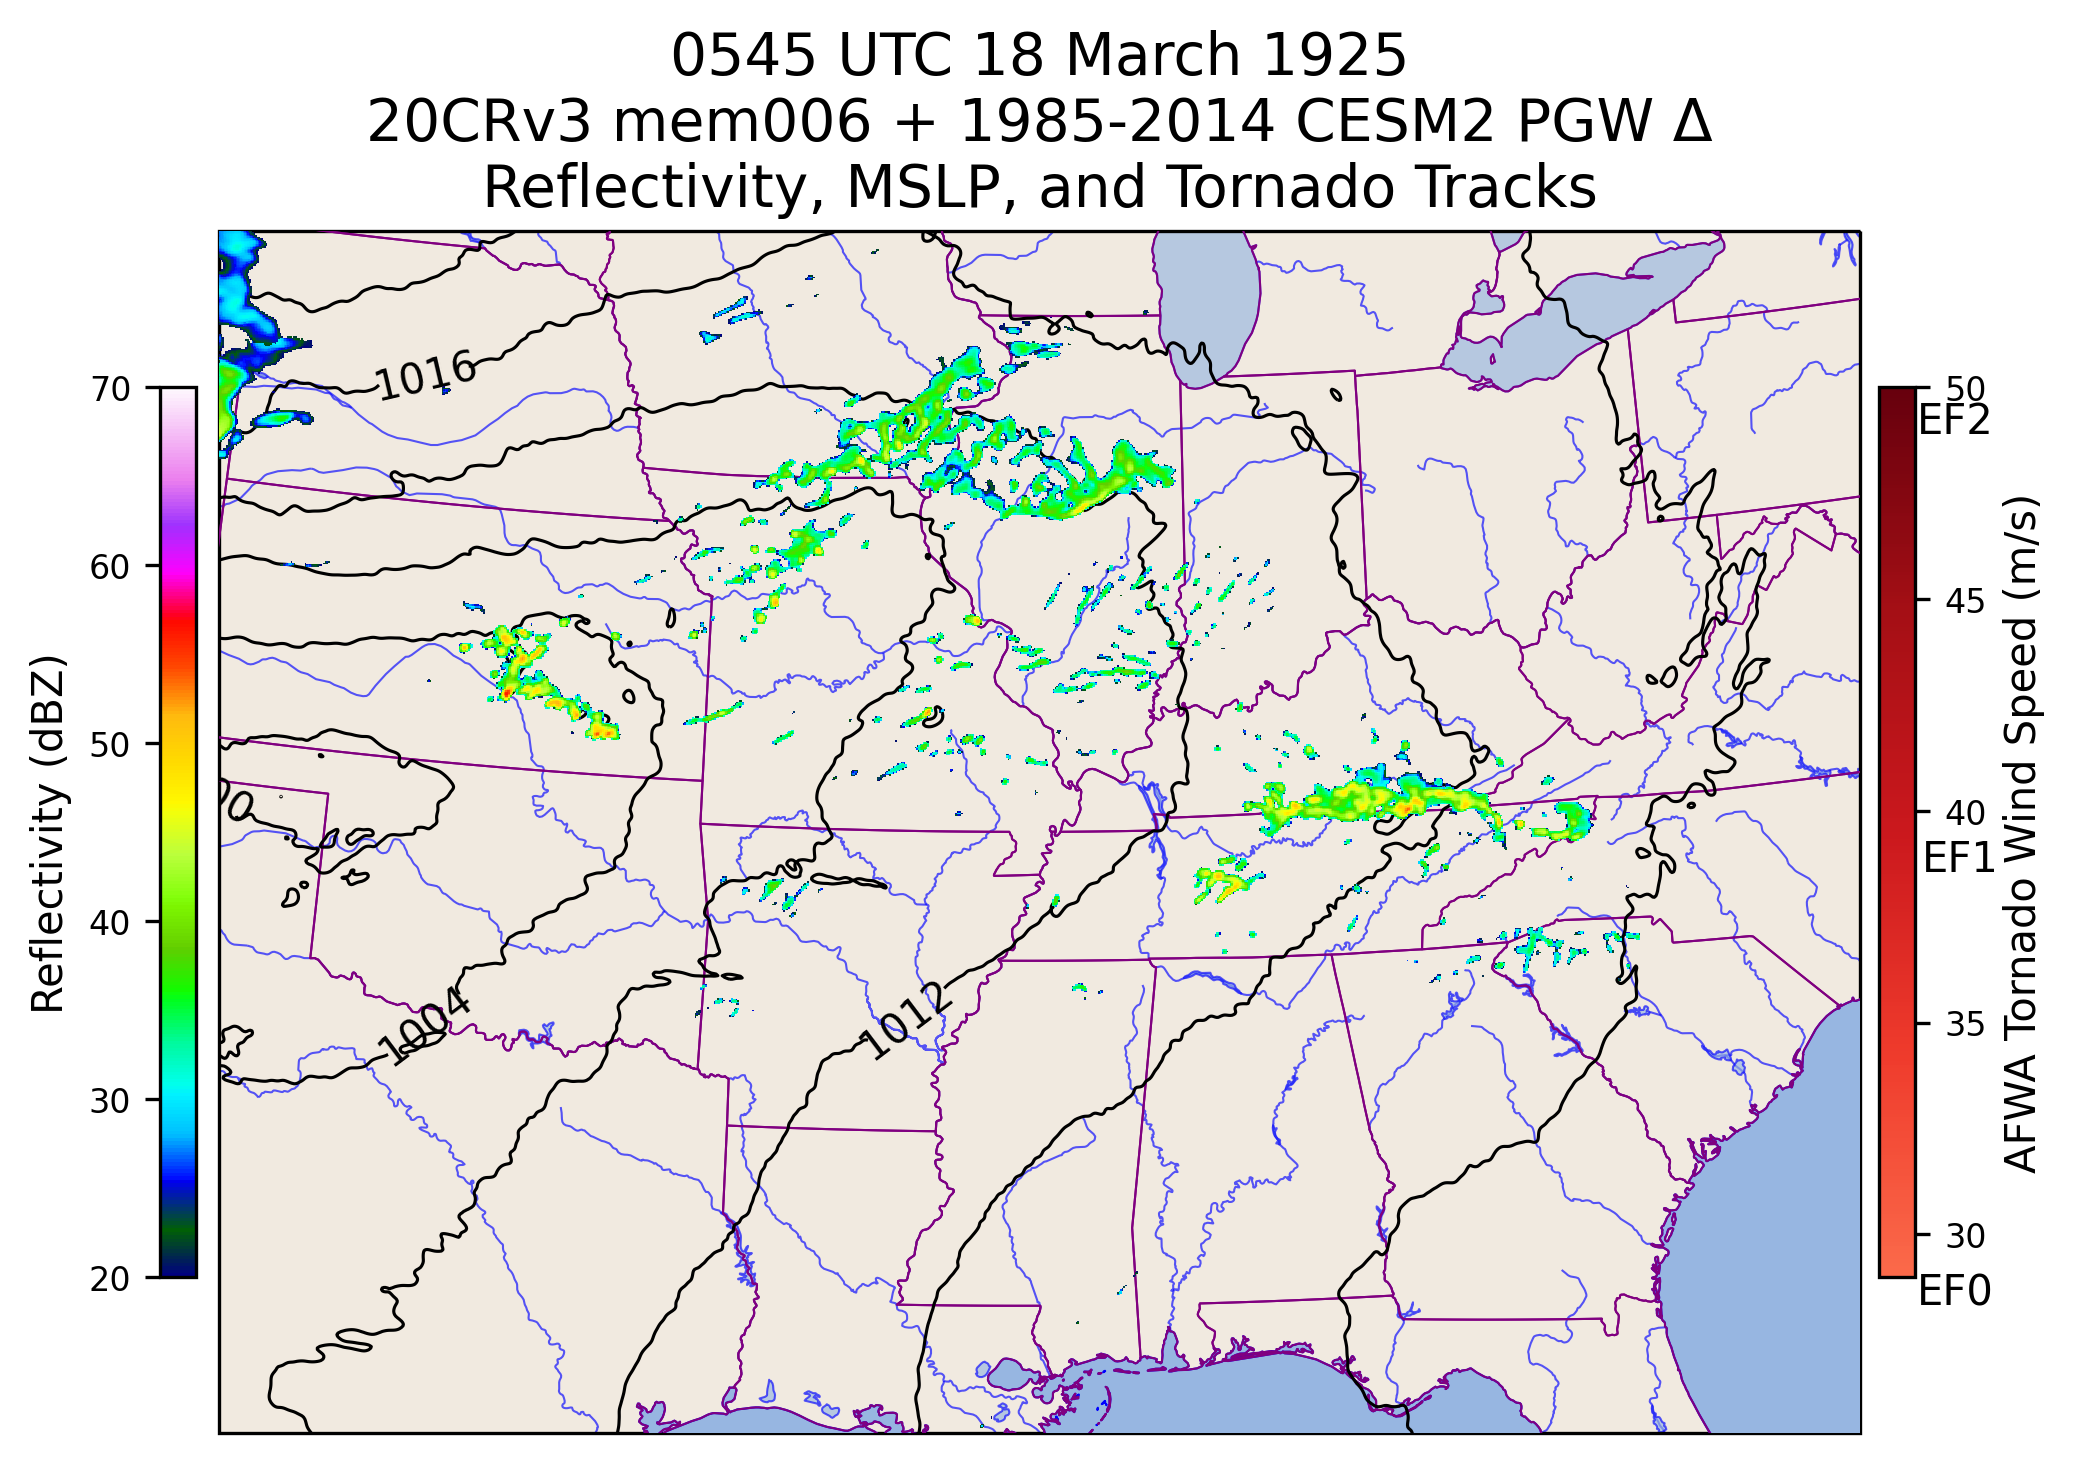 0545 UTC 18 March 1925
20CRv3 mem006 + 1985-2014 CESM2 PGW Δ
Reflectivity, MSLP, and Tornado Tracks
70
60
50
40
30
20
Reflectivity (dBZ)
1016
1004
1012
50
EF2
45
40
EF1
35
30
EF0
AFWA Tornado Wind Speed (m/s)